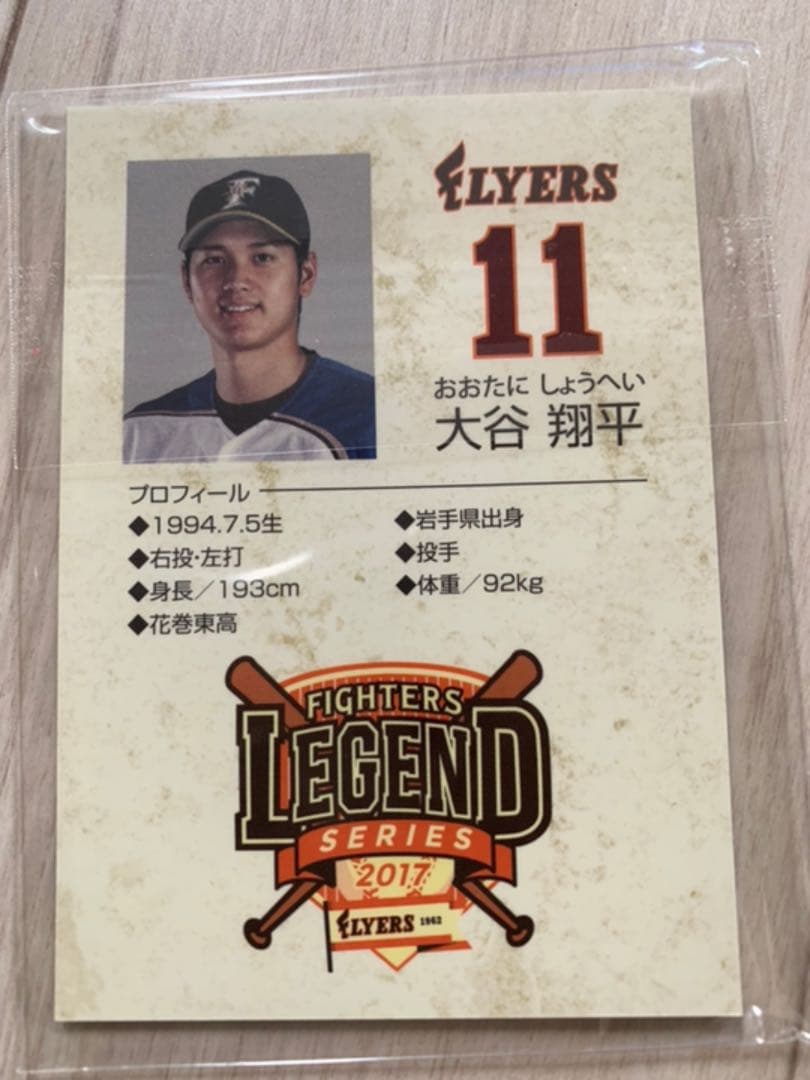 F
FLYERS
11
おおたに しょうへい
大谷 翔平
プロフィール
◆1994.7.5生
◆岩手県出身
◆右投・左打
◆投手
◆身長／193cm
◆体重／92kg
◆花巻東高
FIGHTERS
LEGEND
SERIES
2017
FLYERS 1962